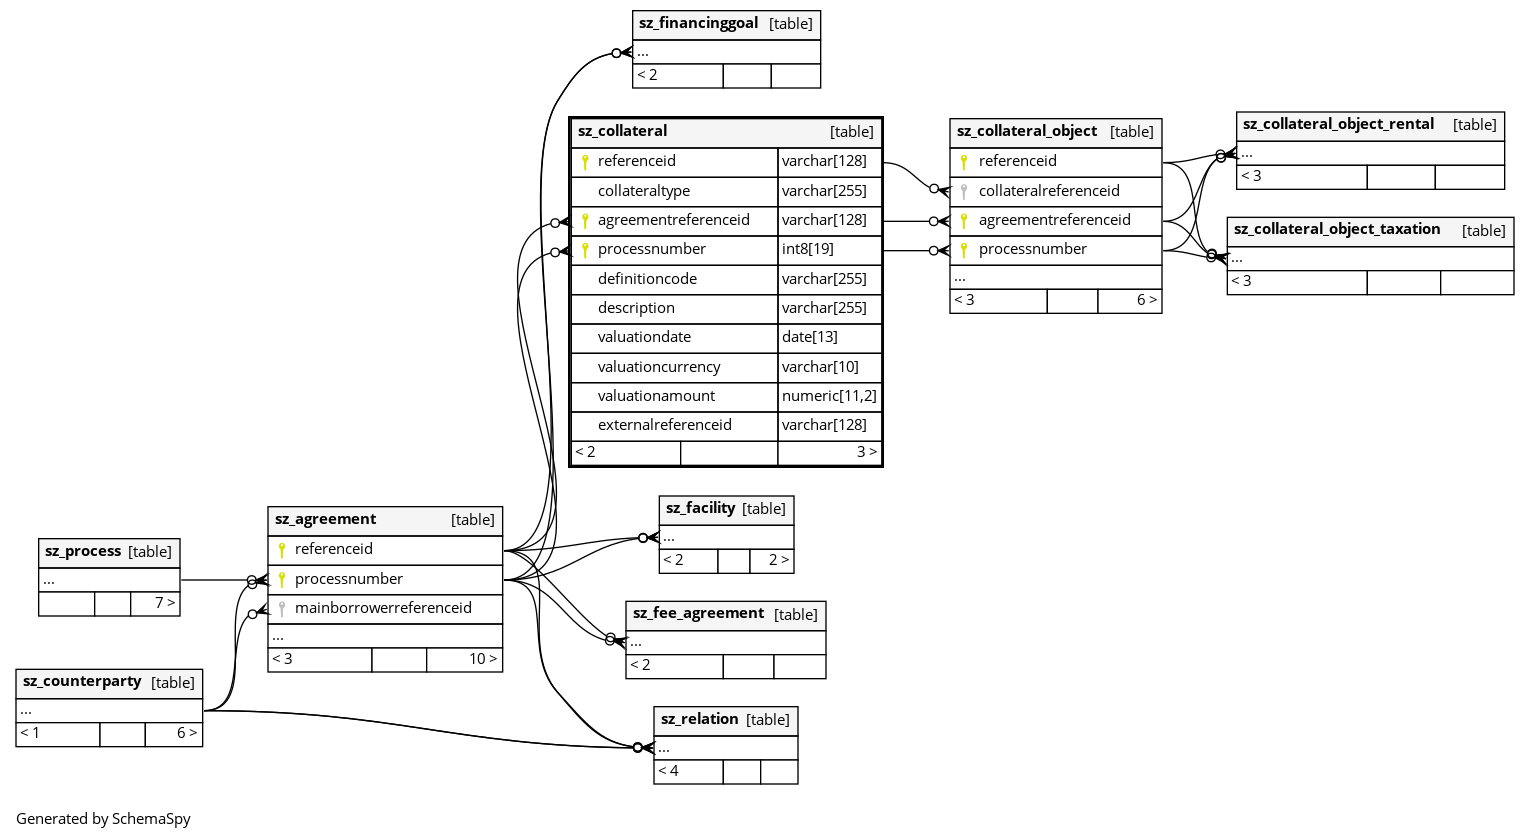 sz_financinggoal [table]
...
< 2
sz_collateral [table]
referenceid varchar[128]
collateraltype varchar[255]
agreementreferenceid varchar[128]
processnumber int8[19]
definitioncode varchar[255]
description varchar[255]
valuationdate date[13]
valuationcurrency varchar[10]
valuationamount numeric[11,2]
externalreferenceid varchar[128]
< 2 3 >
sz_collateral_object [table]
referenceid
collateralreferenceid
agreementreferenceid
processnumber
...
< 3 6 >
sz_collateral_object_rental [table]
...
< 3
sz_collateral_object_taxation [table]
...
< 3
sz_process [table]
...
7 >
sz_counterparty [table]
...
< 1 6 >
sz_agreement [table]
referenceid
processnumber
mainborrowerreferenceid
...
< 3 10 >
sz_facility [table]
...
< 2 2 >
sz_fee_agreement [table]
...
< 2
sz_relation [table]
...
< 4
Generated by SchemaSpy